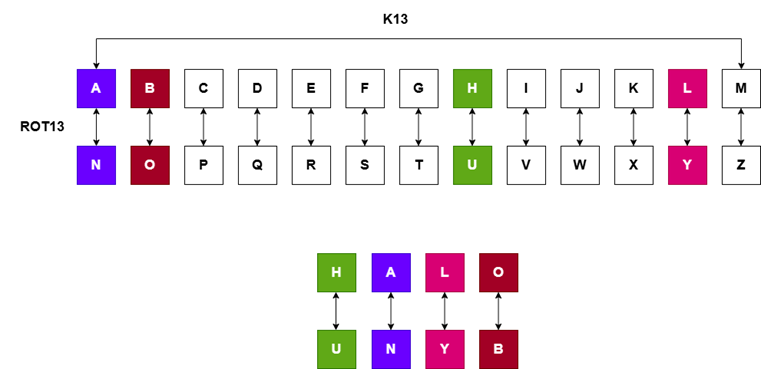 K13
A B C D E F G H I J K L M
ROT13
N O P Q R S T U V W X Y Z
H A L O
U N Y B